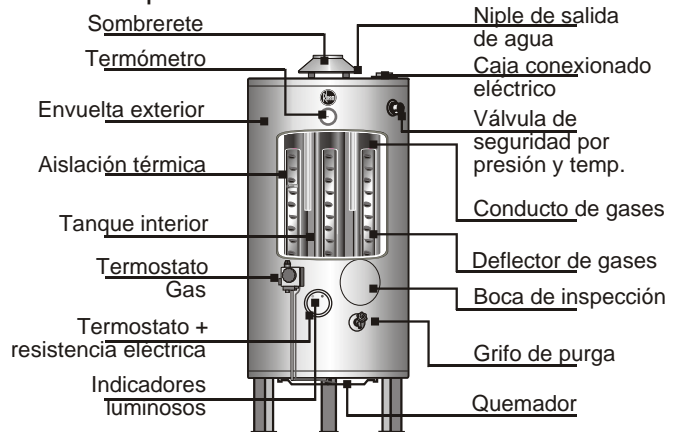 Sombrerete
Termómetro
Envuelta exterior
Aislación térmica
Tanque interior
Termostato
Gas
Termostato +
resistencia eléctrica
Indicadores
luminosos
Niple de salida
de agua
Caja conexionado
eléctrico
Válvula de
seguridad por
presión y temp.
Conducto de gases
Deflector de gases
Boca de inspección
Grifo de purga
Quemador